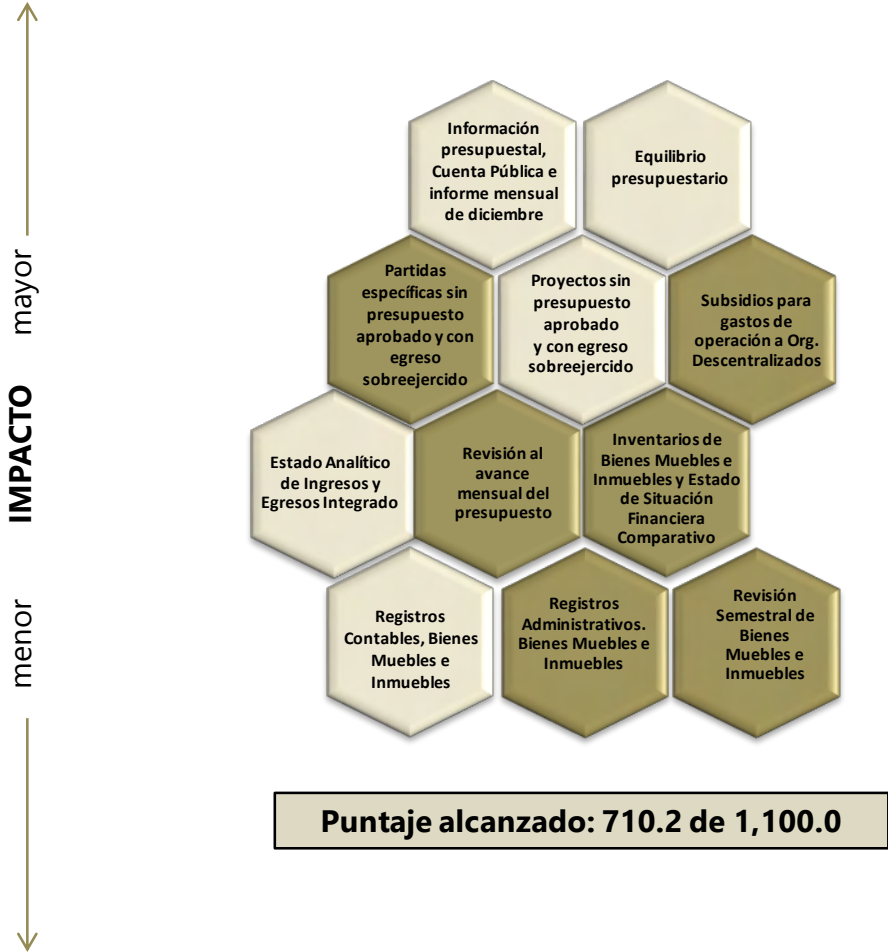 mayor
IMPACTO
menor
Información
presupuestal,
Cuenta Pública e
informe mensual
de diciembre
Equilibrio
presupuestario
Partidas
específicas sin
presupuesto
aprobado y con
egreso
sobreejercido
Proyectos sin
presupuesto
aprobado
y con egreso
sobreejercido
Subsidios para
gastos de
operación a Org.
Descentralizados
Estado Analítico
de Ingresos y
Egresos Integrado
Revisión al
avance
mensual del
presupuesto
Inventarios de
Bienes Muebles e
Inmuebles y Estado
de Situación
Financiera
Comparativo
Registros
Contables, Bienes
Muebles e
Inmuebles
Registros
Administrativos.
Bienes Muebles e
Inmuebles
Revisión
Semestral de
Bienes
Muebles e
Inmuebles
Puntaje alcanzado: 710.2 de 1,100.0